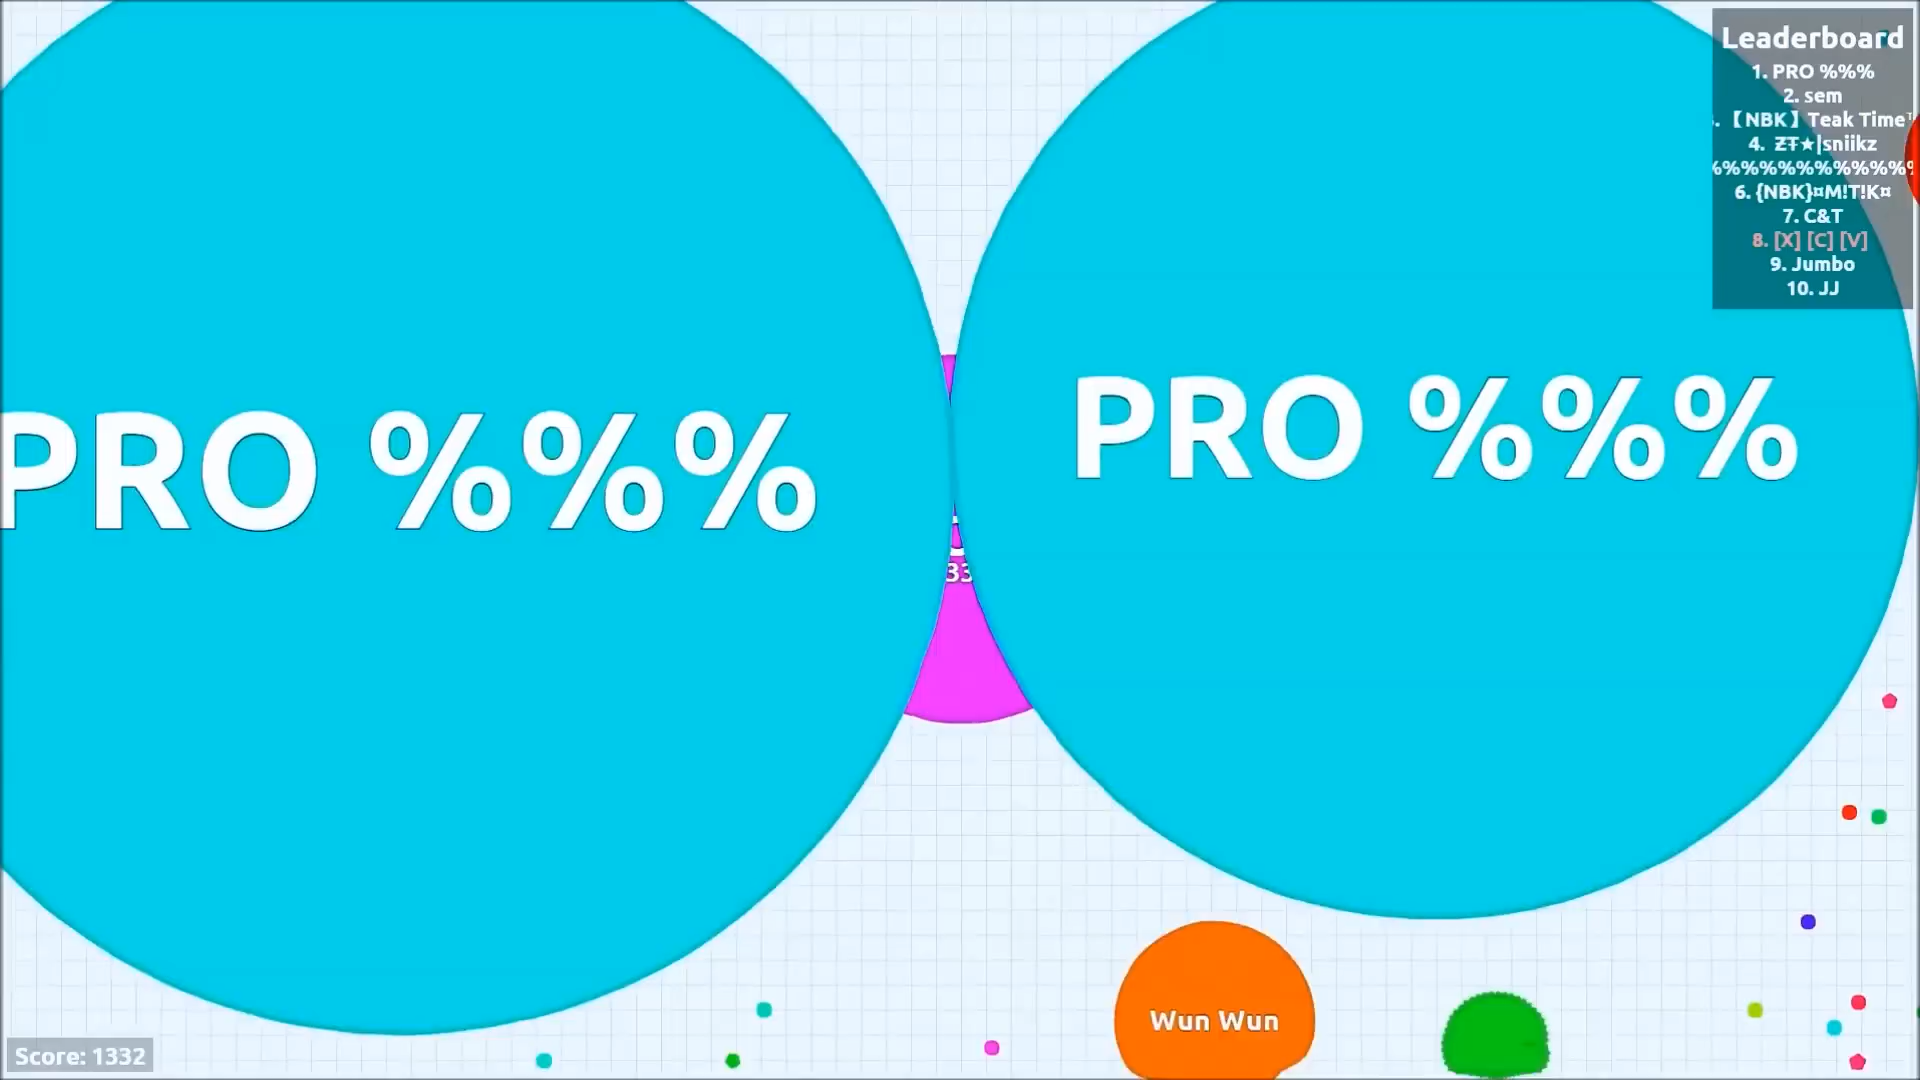 PRO %%%
PRO %%%
33
Wun Wun
Score: 1332
Leaderboard
1. PRO %%%
2. sem
. 【NBK】Teak Time
4. ƵŦ★|sniikz
%%%%%%%%%%%
6. {NBK}¤M!T!K¤
7. C&T
8. [X] [C] [V]
9. Jumbo
10. JJ